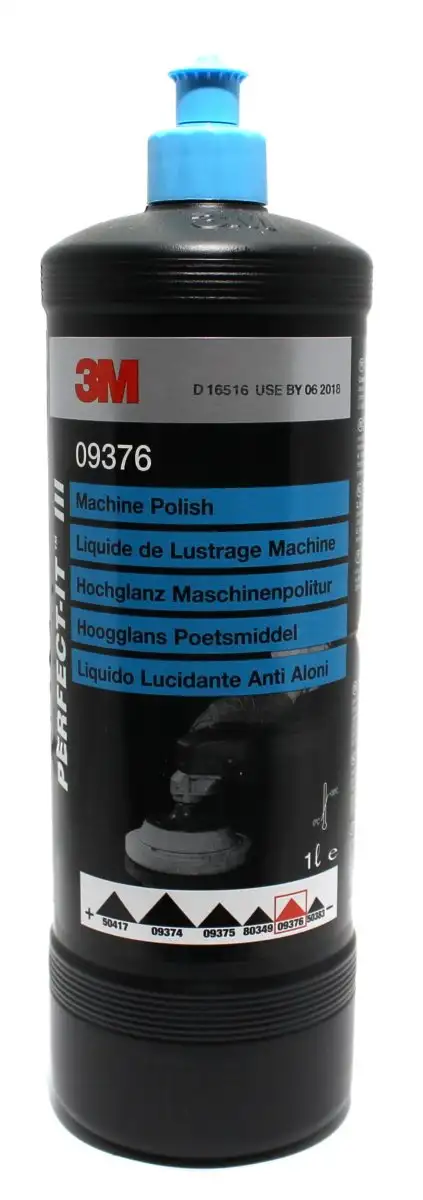 3M
D 16516 USE BY 06 2018
09376
Machine Polish
Liquide de Lustrage Machine
Hochglanz Maschinenpolitur
Hoogglans Poetsmiddel
Liquido Lucidante Anti Aloni
PERFECT-IT™ III
1l e
+ 50417 09374 09375 80349 09376 50383 -